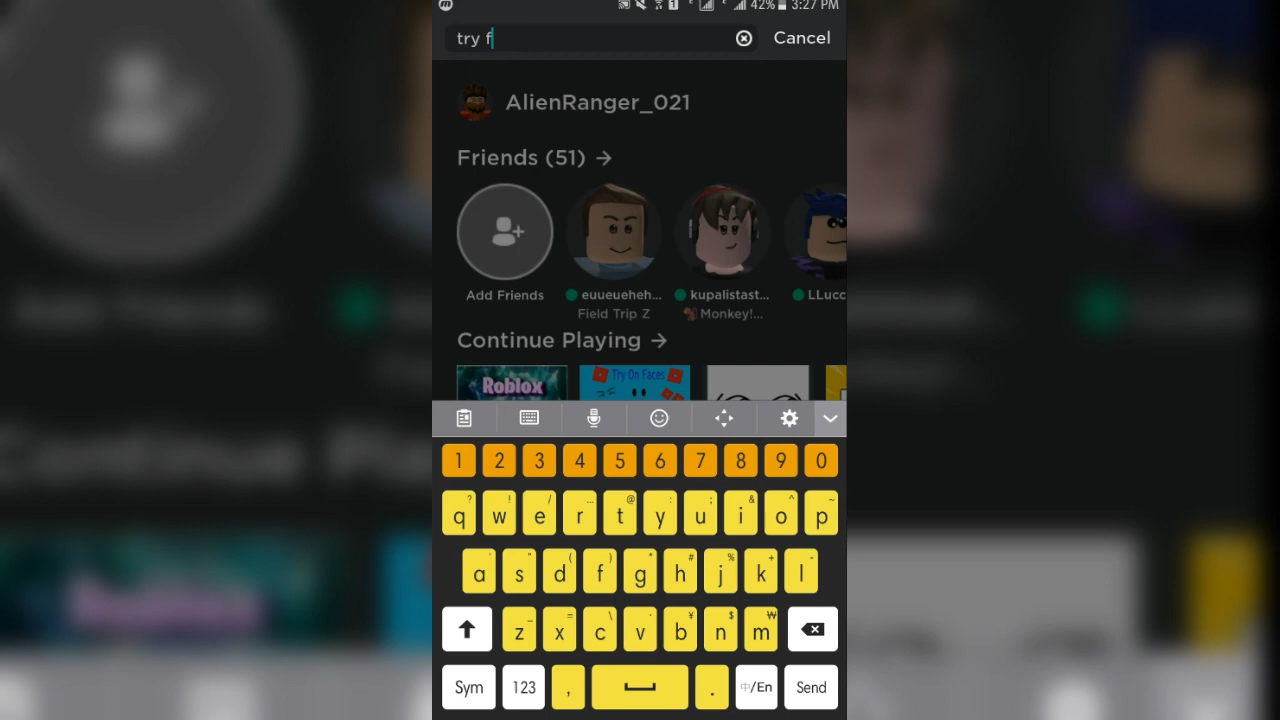 42% 3:27 PM
try f
Cancel
AlienRanger_021
Friends (51) →
Add Friends
euueueheh...
kupalistast...
LLucc
Field Trip Z
Monkey!...
Continue Playing →
ROBLOX
Try On Faces
1 2 3 4 5 6 7 8 9 0
q w e r t y u i o p
a s d f g h j k l
z x c v b n m
Sym 123 , . 中/En Send